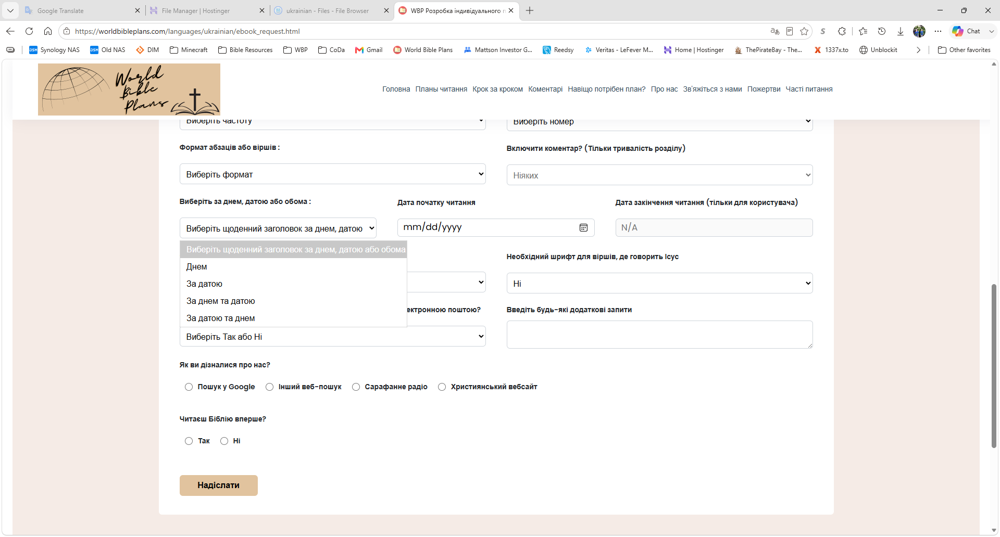 Google Translate
File Manager | Hostinger
ukrainian - Files - File Browser
WBP Розробка індивідуального
https://worldbibleplans.com/languages/ukrainian/ebook_request.html
Chat
Synology NAS
Old NAS
DIM
Minecraft
Bible Resources
WBP
CoDa
Gmail
World Bible Plans
Mattson Investor G...
Reedsy
Veritas - LeFever M...
Home | Hostinger
ThePirateBay - The...
1337x.to
Unblockit
Other favorites
World
Bible
Plans
Головна Планы читання Крок за кроком Коментарі Навіщо потрібен план? Про нас Зв'яжіться з нами Пожертви Часті питання
Виберіть частоту
Виберіть номер
Формат абзаців або віршів :
Включити коментар? (Тільки тривалість розділу)
Виберіть формат
Ніяких
Виберіть за днем, датою або обома :
Дата початку читання
Дата закінчення читання (тільки для користувача)
Виберіть щоденний заголовок за днем, датою
mm/dd/yyyy
N/A
Виберіть щоденний заголовок за днем, датою або обома
Днем
За датою
За днем та датою
За датою та днем
Необхідний шрифт для віршів, де говорить Ісус
Ні
ектронною поштою?
Введіть будь-які додаткові запити
Виберіть Так або Ні
Як ви дізналися про нас?
Пошук у Google
Інший веб-пошук
Сарафанне радіо
Християнський вебсайт
Читаєш Біблію вперше?
Так
Ні
Надіслати